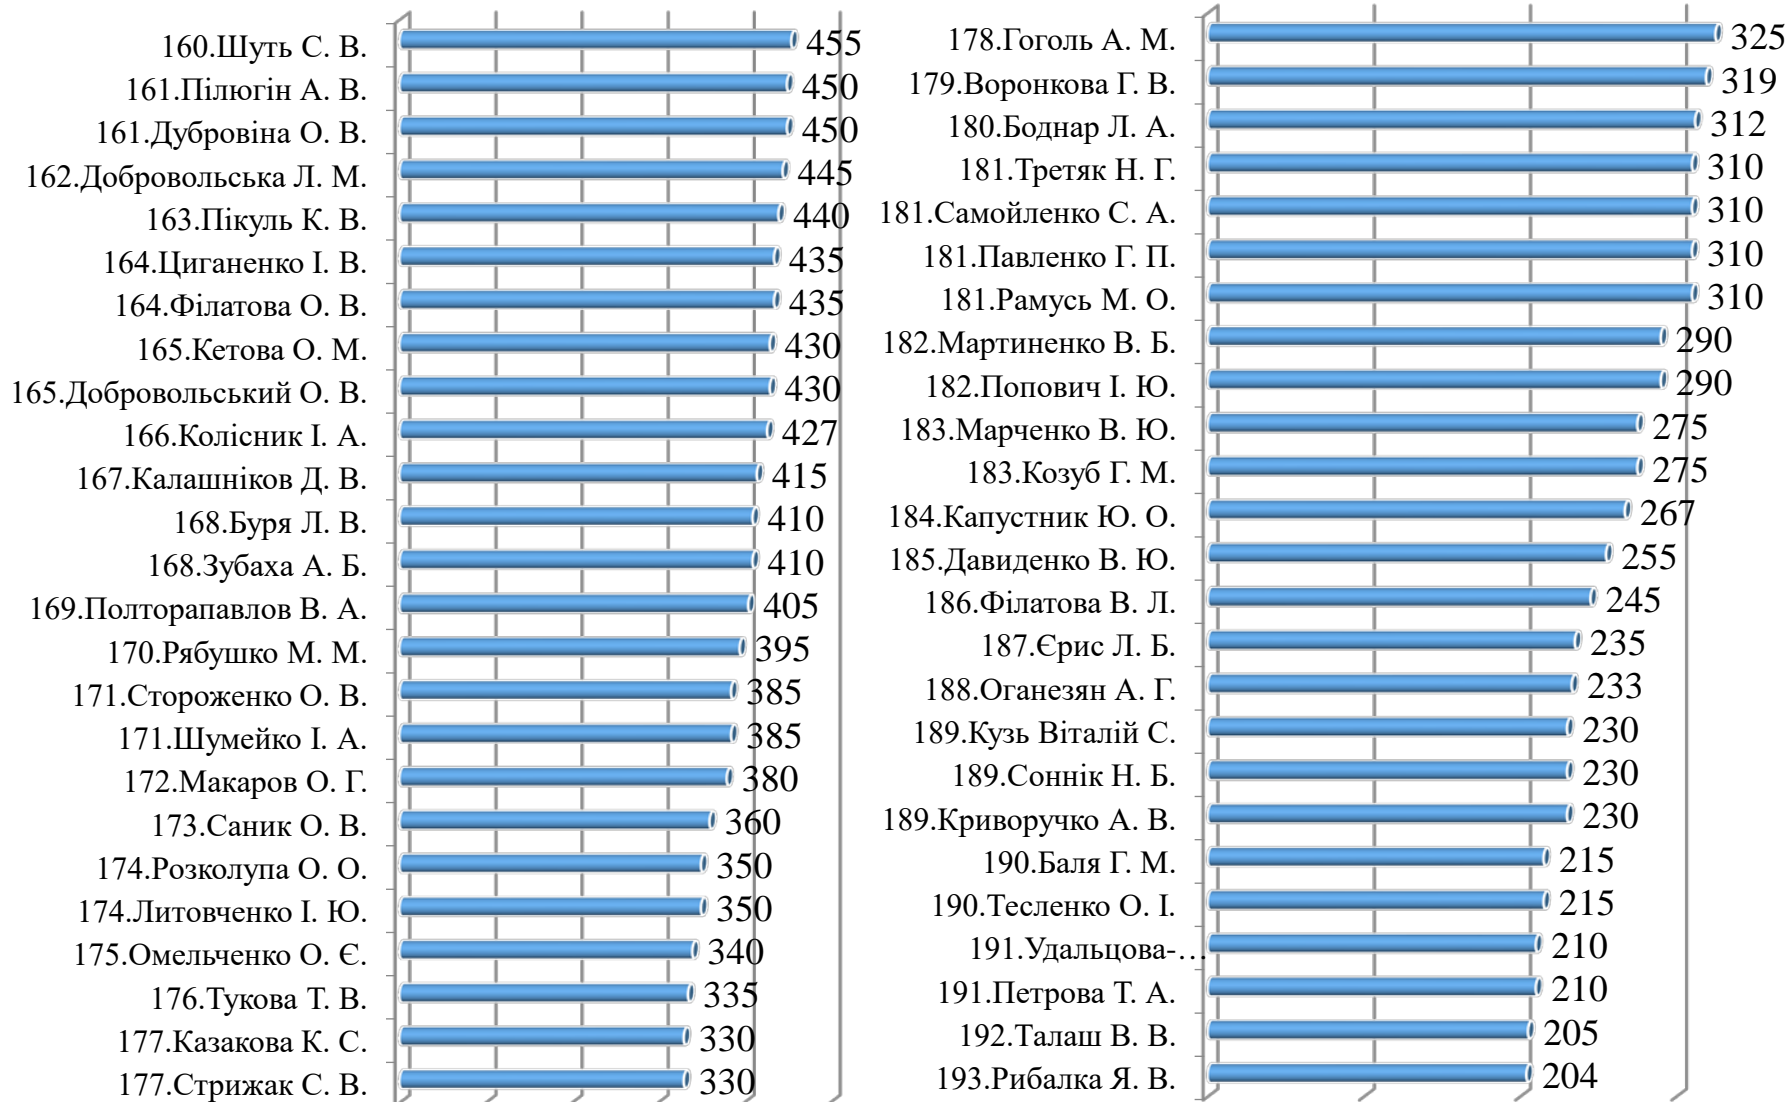 160.Шуть С. В. 455
161.Пілюгін А. В. 450
161.Дубровіна О. В. 450
162.Добровольська Л. М. 445
163.Пікуль К. В. 440
164.Циганенко І. В. 435
164.Філатова О. В. 435
165.Кетова О. М. 430
165.Добровольський О. В. 430
166.Колісник І. А. 427
167.Калашніков Д. В. 415
168.Буря Л. В. 410
168.Зубаха А. Б. 410
169.Полторапавлов В. А. 405
170.Рябушко М. М. 395
171.Стороженко О. В. 385
171.Шумейко І. А. 385
172.Макаров О. Г. 380
173.Саник О. В. 360
174.Розколупа О. О. 350
174.Литовченко І. Ю. 350
175.Омельченко О. Є. 340
176.Тукова Т. В. 335
177.Казакова К. С. 330
177.Стрижак С. В. 330
178.Гоголь А. М. 325
179.Воронкова Г. В. 319
180.Боднар Л. А. 312
181.Третяк Н. Г. 310
181.Самойленко С. А. 310
181.Павленко Г. П. 310
181.Рамусь М. О. 310
182.Мартиненко В. Б. 290
182.Попович І. Ю. 290
183.Марченко В. Ю. 275
183.Козуб Г. М. 275
184.Капустник Ю. О. 267
185.Давиденко В. Ю. 255
186.Філатова В. Л. 245
187.Єрис Л. Б. 235
188.Оганезян А. Г. 233
189.Кузь Віталій С. 230
189.Соннік Н. Б. 230
189.Криворучко А. В. 230
190.Баля Г. М. 215
190.Тесленко О. І. 215
191.Удальцова-… 210
191.Петрова Т. А. 210
192.Талаш В. В. 205
193.Рибалка Я. В. 204